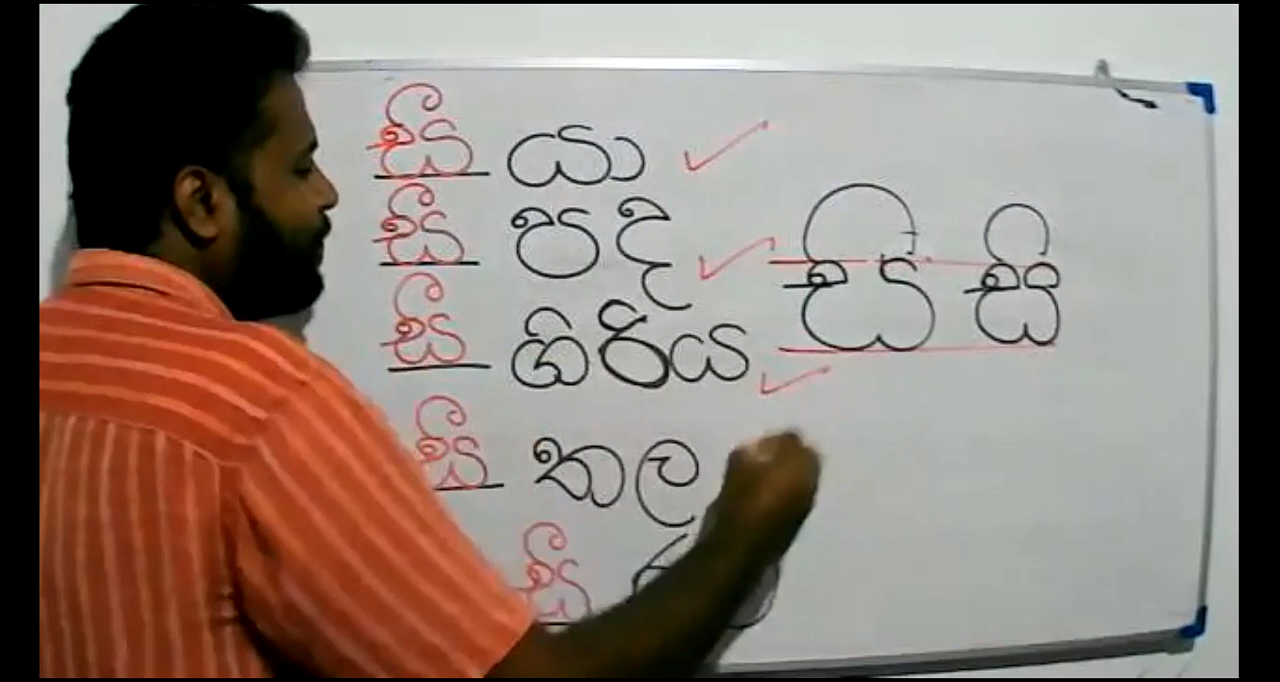 සී යා
සී පද
සී ගිරිය
සී තල
සී
සි සි